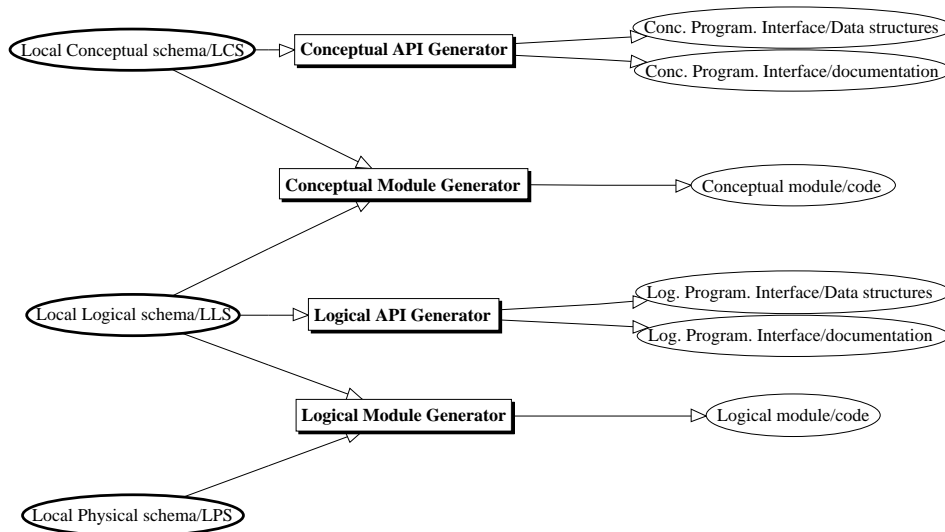 Conc. Program. Interface/Data structures
Local Conceptual schema/LCS
Conceptual API Generator
Conc. Program. Interface/documentation
Conceptual Module Generator
Conceptual module/code
Log. Program. Interface/Data structures
Local Logical schema/LLS
Logical API Generator
Log. Program. Interface/documentation
Logical Module Generator
Logical module/code
Local Physical schema/LPS